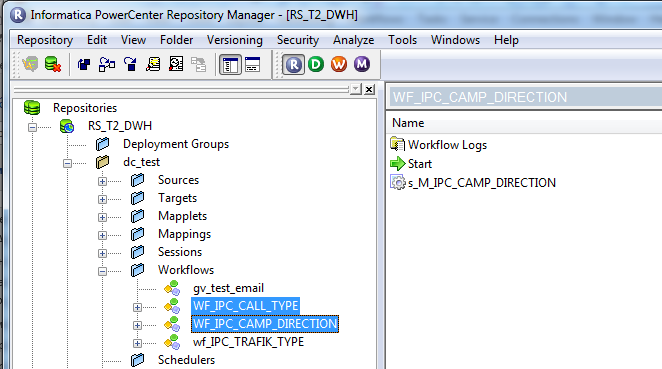 Informatica PowerCenter Repository Manager - [RS_T2_DWH]
Repository Edit View Folder Versioning Security Analyze Tools Windows Help
R D W M
WF_IPC_CAMP_DIRECTION
Name
Workflow Logs
Start
s_M_IPC_CAMP_DIRECTION
Repositories
RS_T2_DWH
Deployment Groups
dc_test
Sources
Targets
Mapplets
Mappings
Sessions
Workflows
gv_test_email
WF_IPC_CALL_TYPE
WF_IPC_CAMP_DIRECTION
wf_IPC_TRAFIK_TYPE
Schedulers